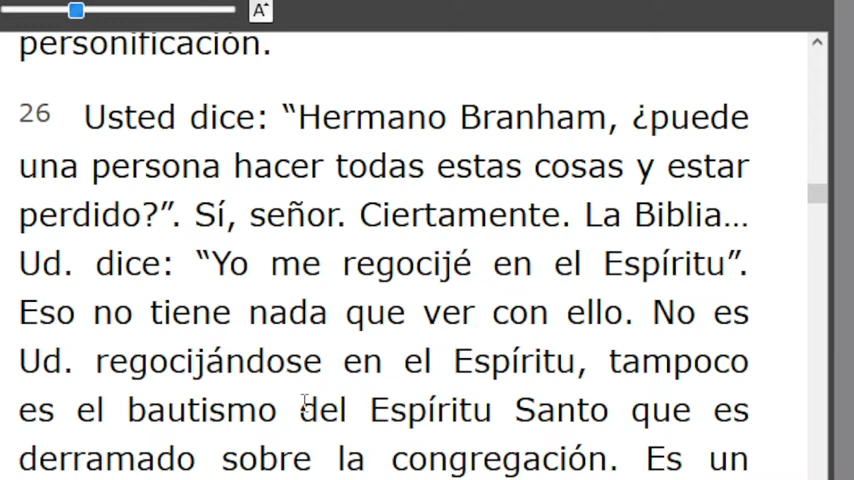 A
personificación.
26 Usted dice: “Hermano Branham, ¿puede
una persona hacer todas estas cosas y estar
perdido?”. Sí, señor. Ciertamente. La Biblia…
Ud. dice: “Yo me regocijé en el Espíritu”.
Eso no tiene nada que ver con ello. No es
Ud. regocijándose en el Espíritu, tampoco
es el bautismo del Espíritu Santo que es
derramado sobre la congregación. Es un